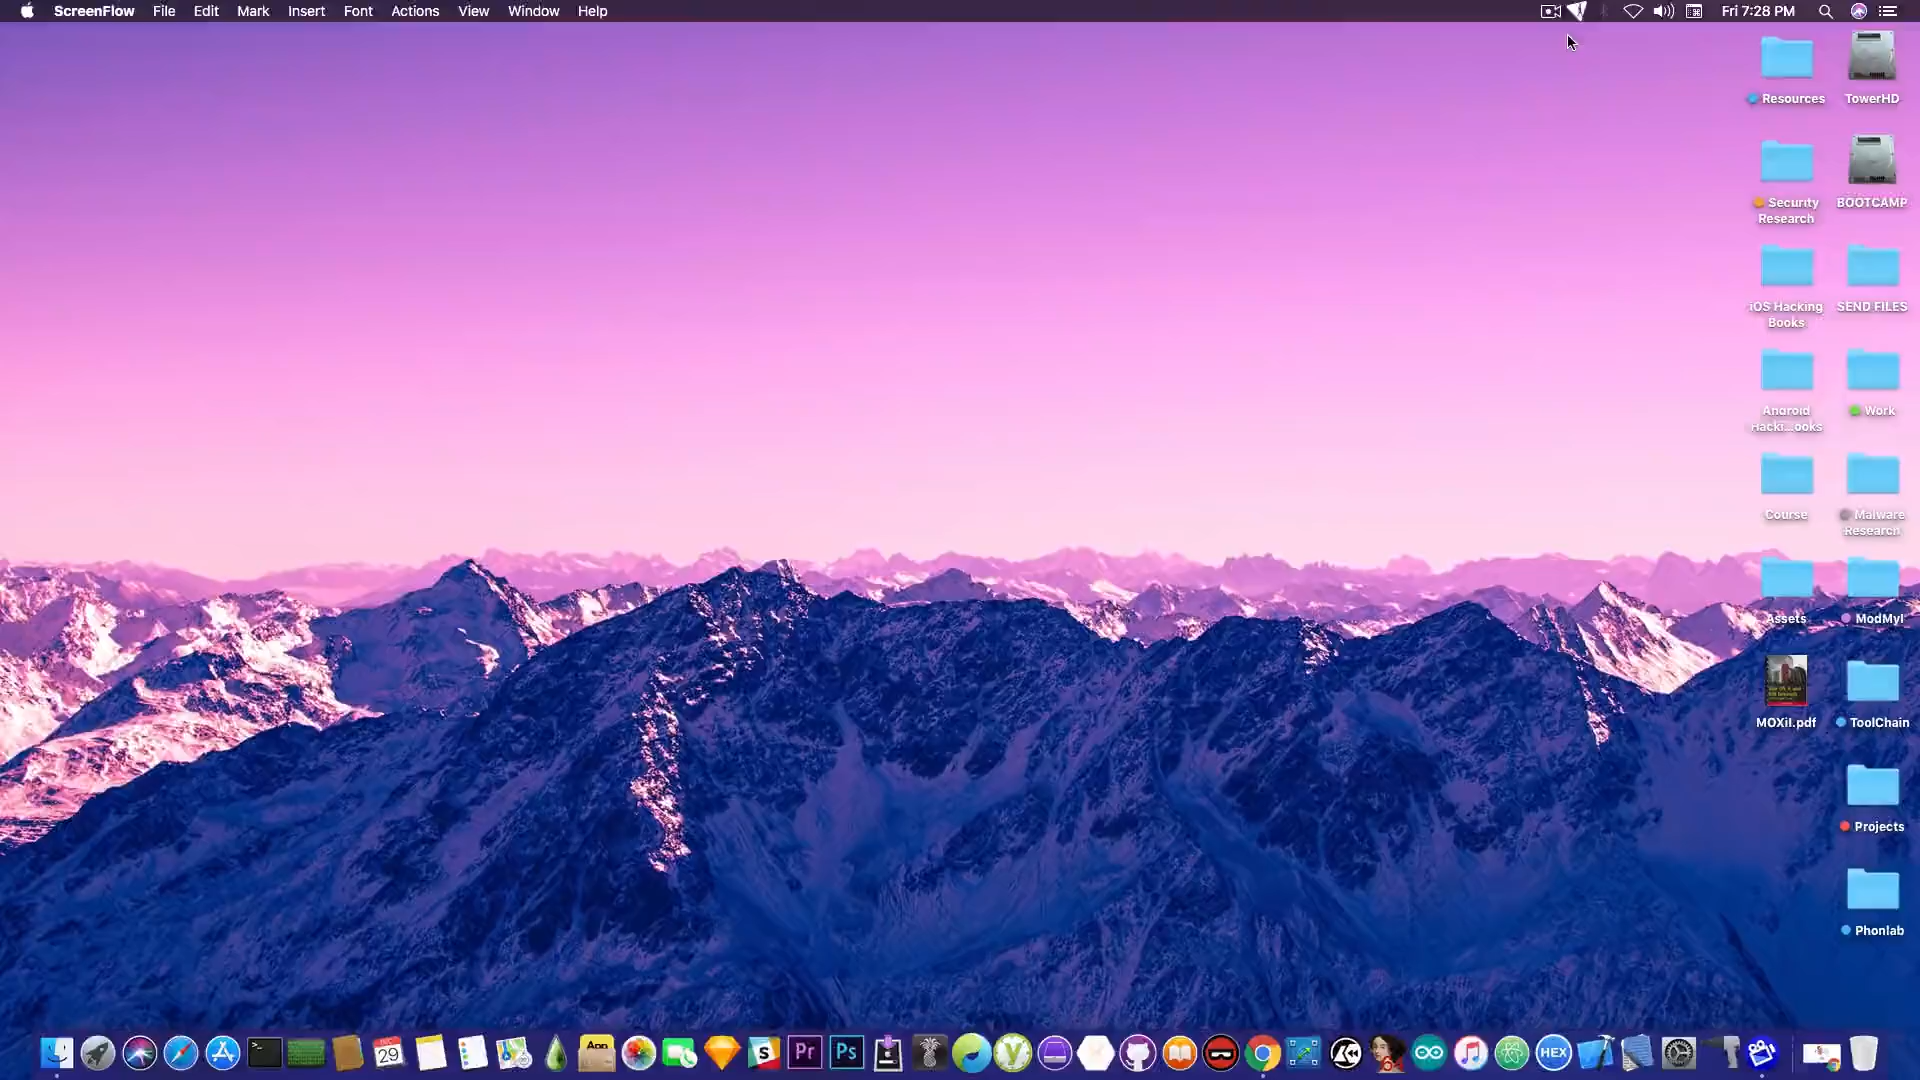 ScreenFlow File Edit Mark Insert Font Actions View Window Help
Fri 7:28 PM
Resources
TowerHD
Security
Research
BOOTCAMP
iOS Hacking
Books
SEND FILES
Android
Hacki...ooks
Work
Course
Malware
Research
Assets
ModMyI
MOXiI.pdf
ToolChain
Projects
Phonlab
>_
29
App
S
Pr
Ps
HEX